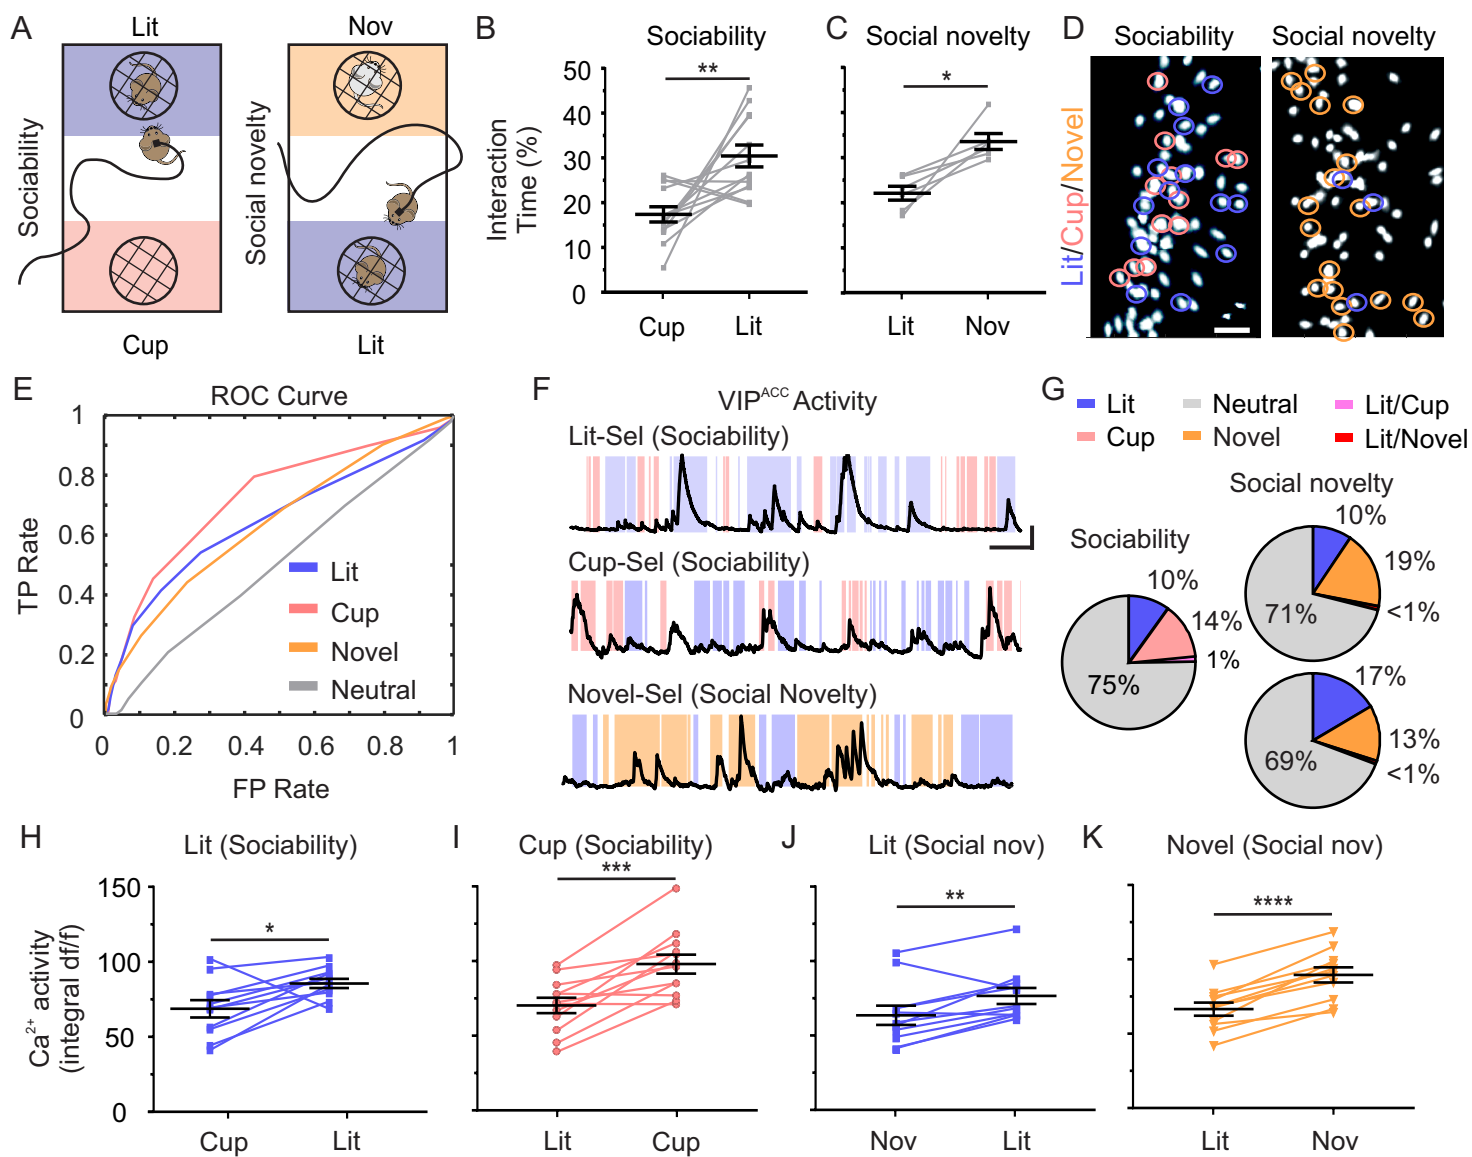 A
Lit
Nov
Sociability
Social novelty
Cup
Lit
B
Sociability
**
Interaction
Time (%)
50
40
30
20
10
0
Cup
Lit
C
Social novelty
*
Lit
Nov
D
Sociability
Social novelty
Lit/Cup/Novel
E
ROC Curve
TP Rate
1
0.8
0.6
0.4
0.2
0
0
0.2
0.4
0.6
0.8
1
FP Rate
Lit
Cup
Novel
Neutral
F
VIP^ACC Activity
Lit-Sel (Sociability)
Cup-Sel (Sociability)
Novel-Sel (Social Novelty)
G
Lit
Neutral
Lit/Cup
Cup
Novel
Lit/Novel
Sociability
10%
14%
1%
75%
Social novelty
10%
19%
<1%
71%
17%
13%
<1%
69%
H
Lit (Sociability)
*
Ca²⁺ activity
(integral df/f)
150
100
50
0
Cup
Lit
I
Cup (Sociability)
***
Lit
Cup
J
Lit (Social nov)
**
Nov
Lit
K
Novel (Social nov)
****
Lit
Nov